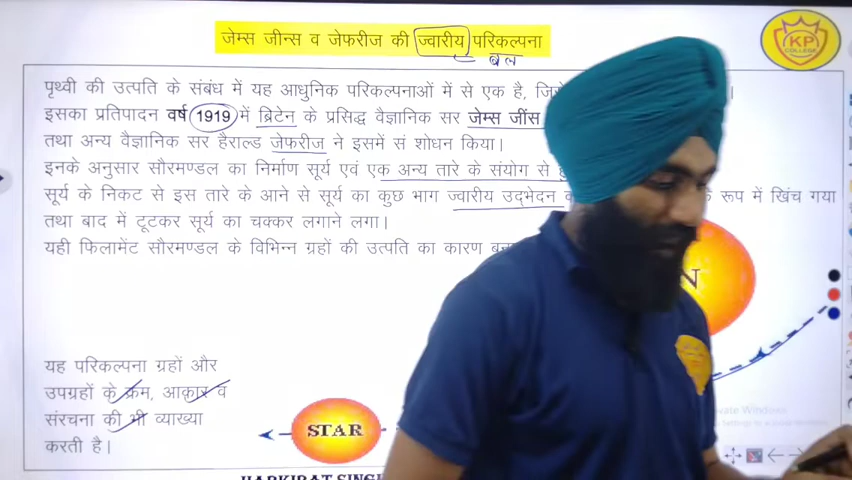 जेम्स जीन्स व जेफरीज की ज्वारीय परिकल्पना
बल
KP
COLLEGE
पृथ्वी की उत्पति के संबंध में यह आधुनिक परिकल्पनाओं में से एक है,
इसका प्रतिपादन वर्ष 1919 में ब्रिटेन के प्रसिद्ध वैज्ञानिक सर जेम्स जींस
तथा अन्य वैज्ञानिक सर हैराल्ड जेफरीज ने इसमें सं शोधन किया।
इनके अनुसार सौरमण्डल का निर्माण सूर्य एवं एक अन्य तारे के संयोग से
सूर्य के निकट से इस तारे के आने से सूर्य का कुछ भाग ज्वारीय उद्भेदन के रूप में खिंच गया
तथा बाद में टूटकर सूर्य का चक्कर लगाने लगा।
यही फिलामेंट सौरमण्डल के विभिन्न ग्रहों की उत्पति का कारण
N
यह परिकल्पना ग्रहों और
उपग्रहों के क्रम, आकार व
संरचना की भी व्याख्या
करती है।
STAR
HARKIRAT SINGH